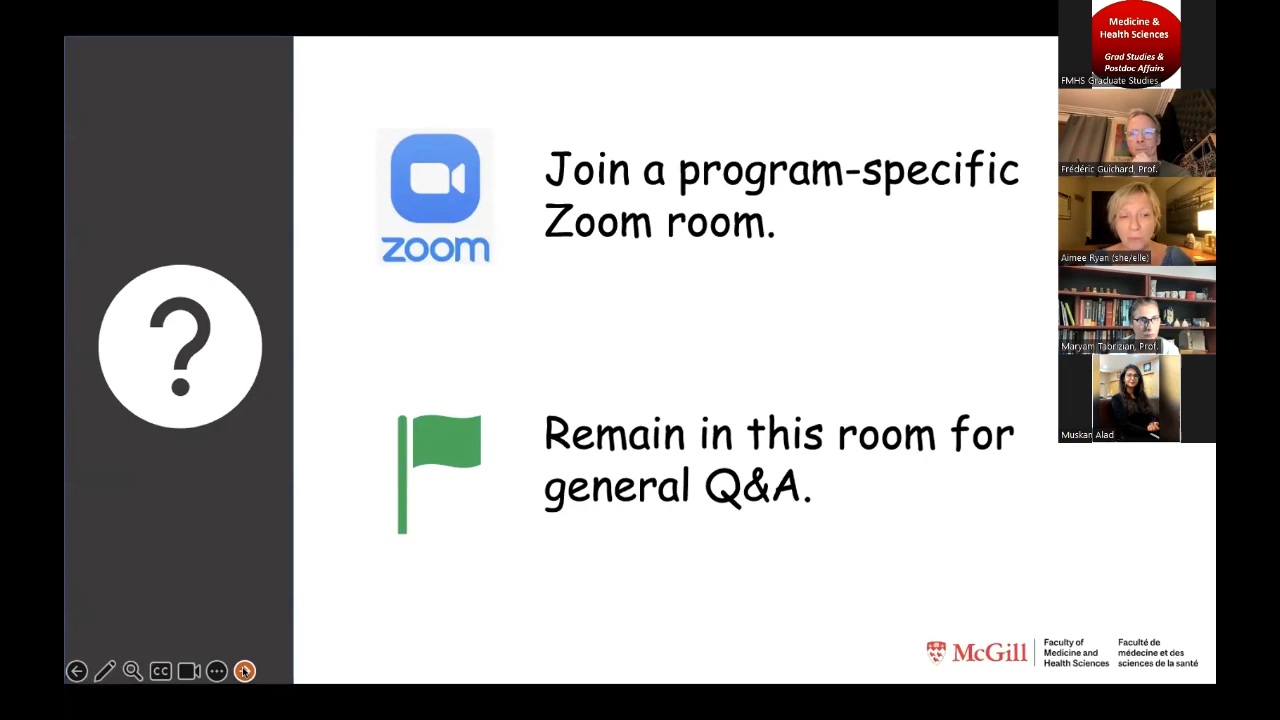 zoom
Join a program-specific
Zoom room.
?
Remain in this room for
general Q&A.
McGill
Faculty of
Medicine and
Health Sciences
Faculté de
médecine et des
sciences de la santé
CC
Medicine &
Health Sciences
Grad Studies &
Postdoc Affairs
FMHS Graduate Studies
Frédéric Guichard, Prof.
Aimee Ryan (she/elle)
Maryam Tabrizian, Prof.
Muskan Alad